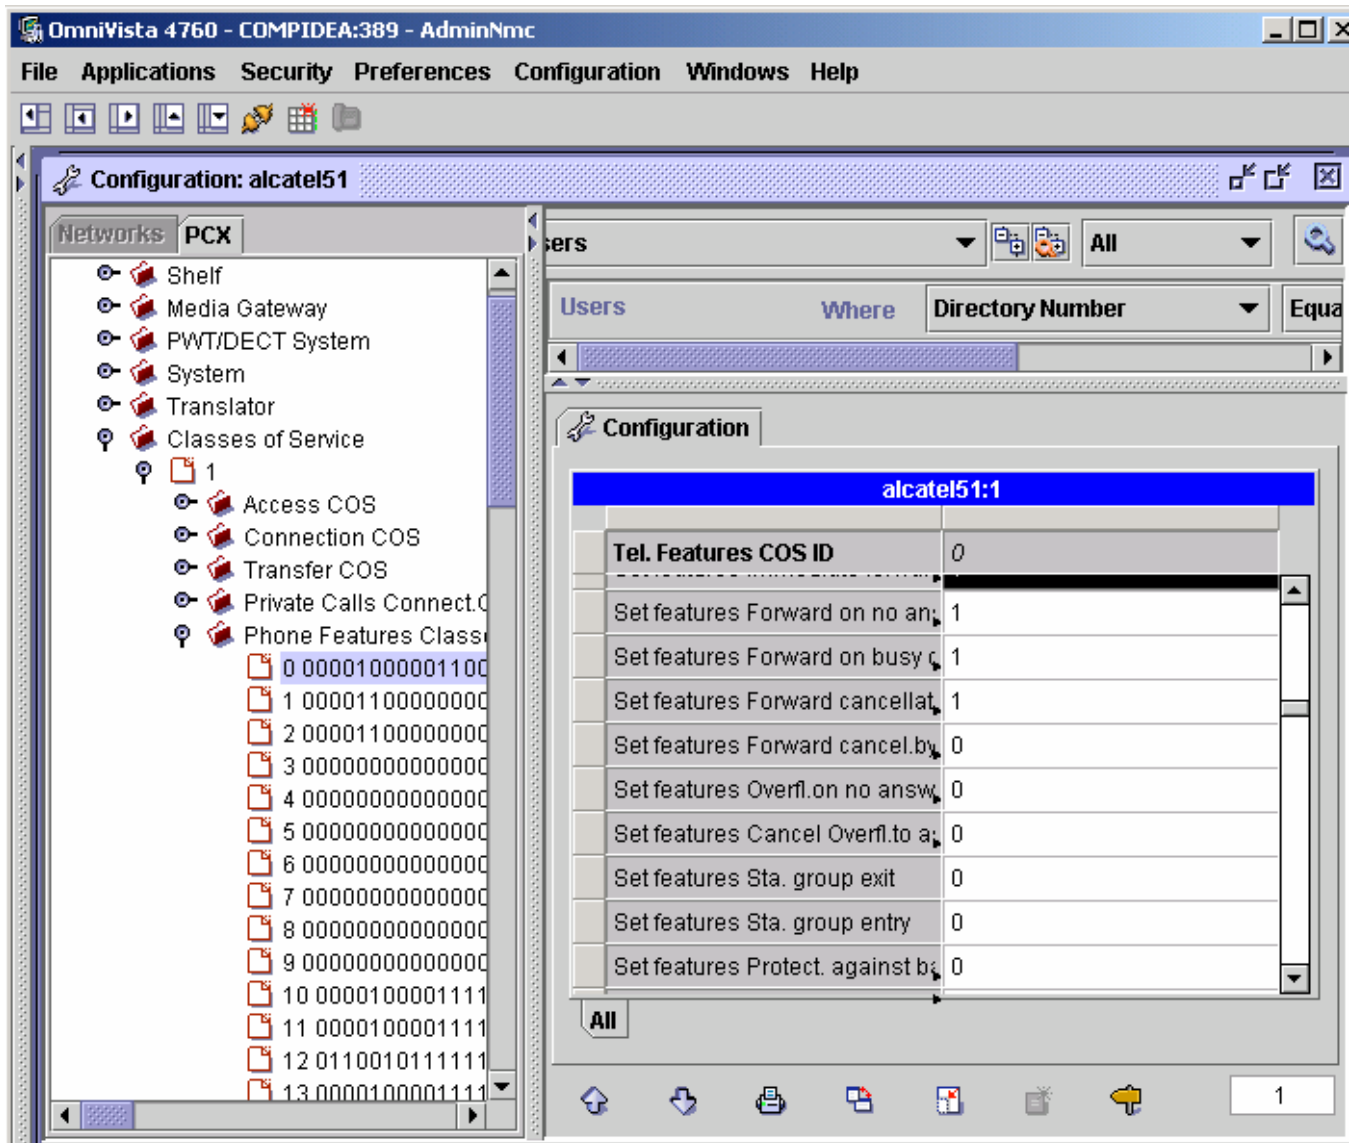 OmniVista 4760 - COMPIDEA:389 - AdminNmc
File Applications Security Preferences Configuration Windows Help
Configuration: alcatel51
Networks PCX
Shelf
Media Gateway
PWT/DECT System
System
Translator
Classes of Service
1
Access COS
Connection COS
Transfer COS
Private Calls Connect.
Phone Features Class
0 00001000001100
1 00001100000000
2 00001100000000
3 00000000000000
4 00000000000000
5 00000000000000
6 00000000000000
7 00000000000000
8 00000000000000
9 00000000000000
10 0000100001111
11 0000100001111
12 0110010111111
13 0000100001111
sers All
Users Where Directory Number Equa
Configuration
alcatel51:1
Tel. Features COS ID 0
Set features Forward on no an 1
Set features Forward on busy 1
Set features Forward cancellat 1
Set features Forward cancel.by 0
Set features Overfl.on no answ 0
Set features Cancel Overfl.to a 0
Set features Sta. group exit 0
Set features Sta. group entry 0
Set features Protect. against ba 0
All
1